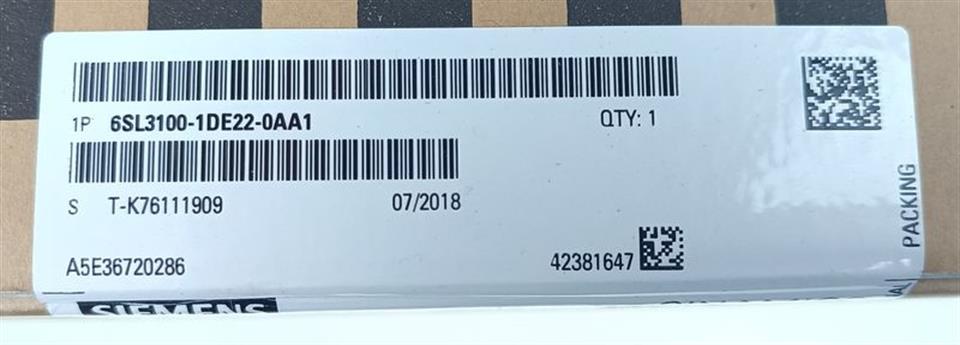 1P 6SL3100-1DE22-0AA1 QTY: 1
S T-K76111909 07/2018
A5E36720286 42381647
PACKING
SIEMENS